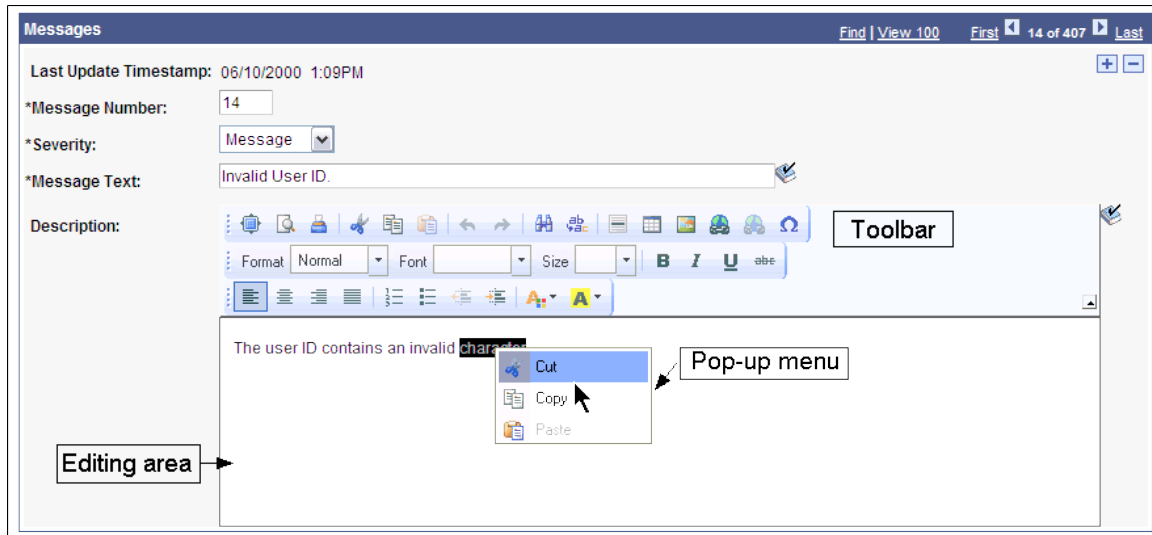 Messages Find | View 100 First 14 of 407 Last
Last Update Timestamp: 06/10/2000 1:09PM
*Message Number: 14
*Severity: Message
*Message Text: Invalid User ID.
Description:
Toolbar
Format Normal Font Size B I U abc
A A
The user ID contains an invalid character
Cut
Pop-up menu
Copy
Paste
Editing area